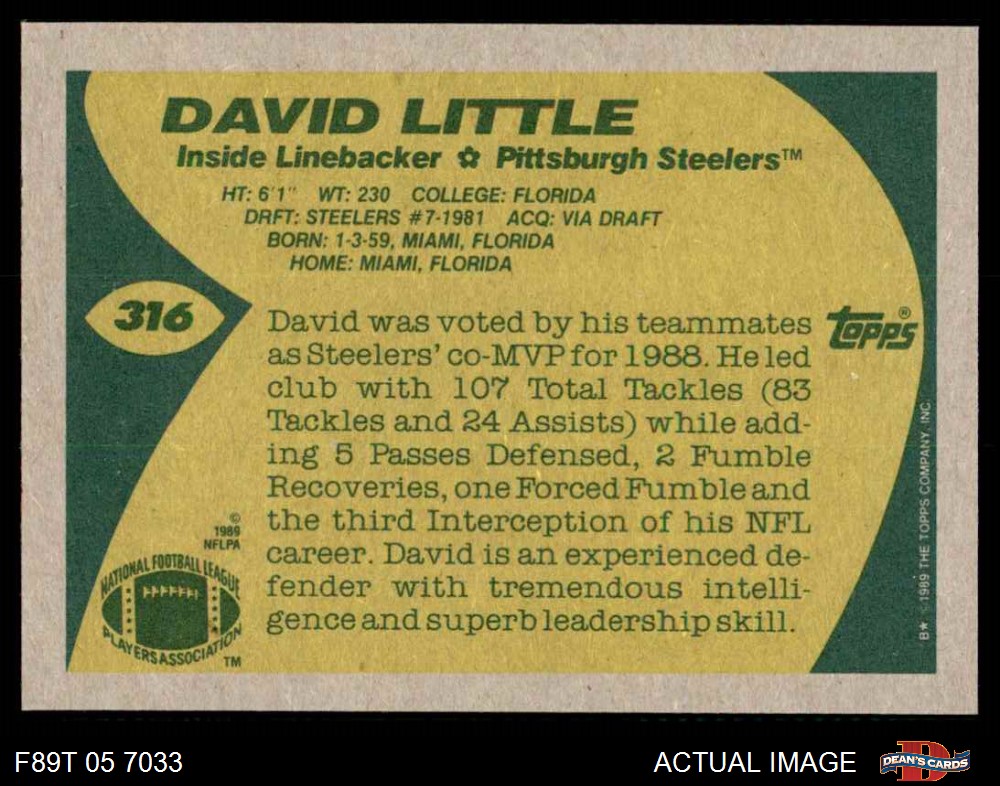 DAVID LITTLE
Inside Linebacker ✿ Pittsburgh Steelers™
HT: 6'1" WT: 230 COLLEGE: FLORIDA
DRFT: STEELERS #7-1981 ACQ: VIA DRAFT
BORN: 1-3-59, MIAMI, FLORIDA
HOME: MIAMI, FLORIDA
316
topps®
David was voted by his teammates
as Steelers' co-MVP for 1988. He led
club with 107 Total Tackles (83
Tackles and 24 Assists) while add-
ing 5 Passes Defensed, 2 Fumble
Recoveries, one Forced Fumble and
the third Interception of his NFL
career. David is an experienced de-
fender with tremendous intelli-
gence and superb leadership skill.
©
1989
NFLPA
NATIONAL FOOTBALL LEAGUE
PLAYERS ASSOCIATION
TM
B* © 1989 THE TOPPS COMPANY, INC.
F89T 05 7033
ACTUAL IMAGE
D
DEAN'S CARDS